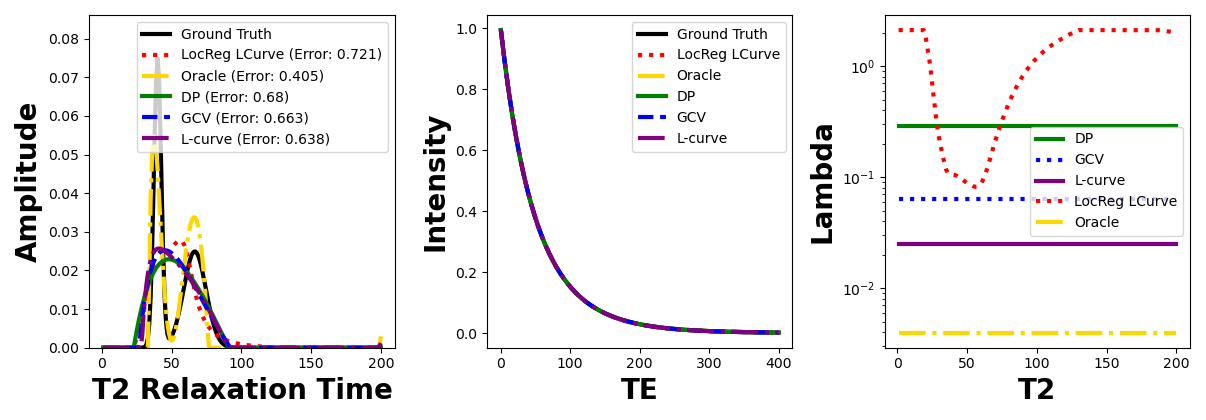 Amplitude
0.08
0.07
0.06
0.05
0.04
0.03
0.02
0.01
0.00
Ground Truth
LocReg LCurve (Error: 0.721)
Oracle (Error: 0.405)
DP (Error: 0.68)
GCV (Error: 0.663)
L-curve (Error: 0.638)
0 50 100 150 200
T2 Relaxation Time
Intensity
1.0
0.8
0.6
0.4
0.2
0.0
Ground Truth
LocReg LCurve
Oracle
DP
GCV
L-curve
0 100 200 300 400
TE
Lambda
10⁰
10⁻¹
10⁻²
DP
GCV
L-curve
LocReg LCurve
Oracle
0 50 100 150 200
T2